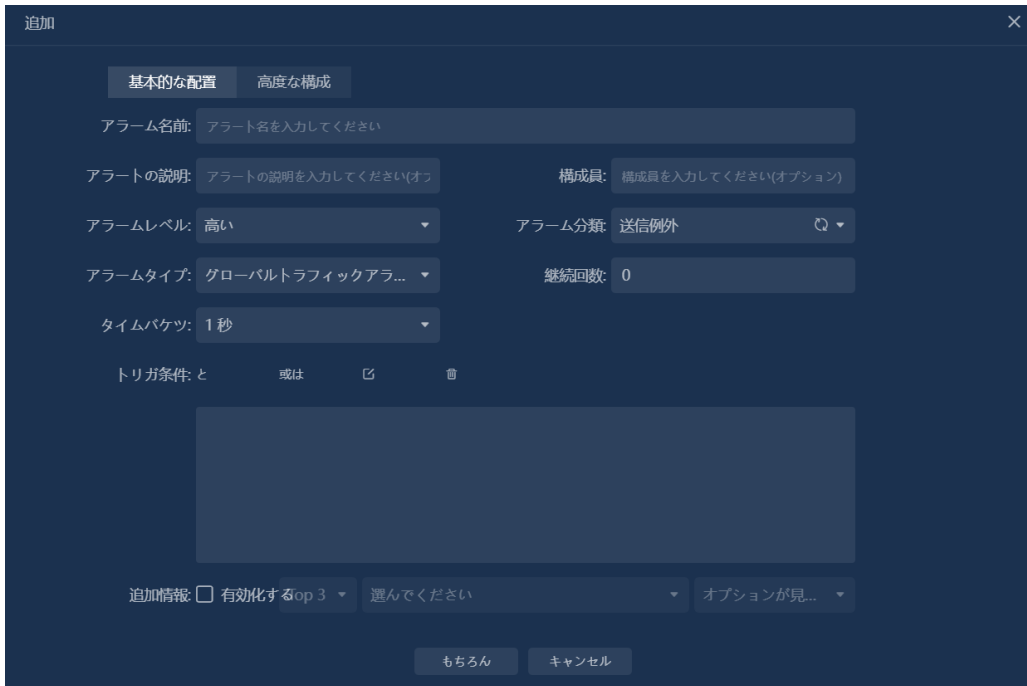 追加
基本的な配置 高度な構成
アラーム名前: アラート名を入力してください
アラートの説明: アラートの説明を入力してください(オプ 構成員: 構成員を入力してください(オプション)
アラームレベル: 高い アラーム分類: 送信例外
アラームタイプ: グローバルトラフィックアラ... 継続回数: 0
タイムパケツ: 1 秒
トリガ条件: と 或は
追加情報: 有効化する Top 3 選んでください オプションが見...
もちろん キャンセル